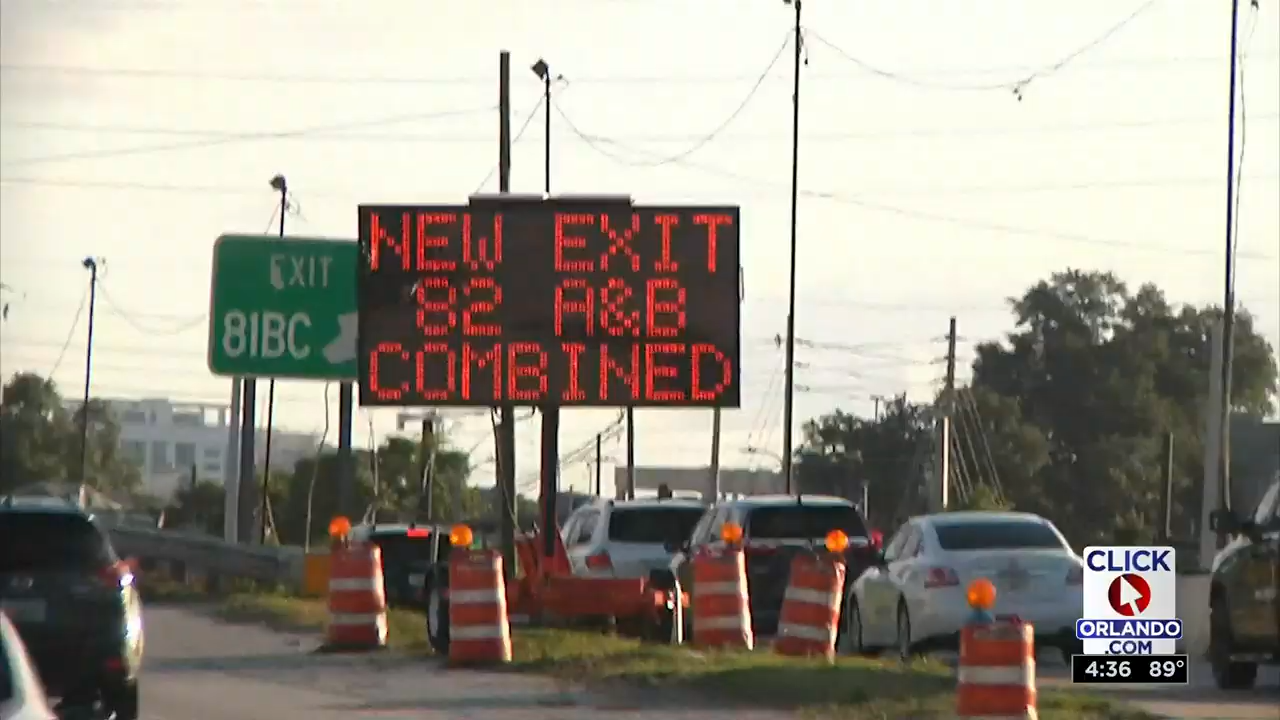 EXIT
81BC
NEW EXIT
82 A&B
COMBINED
CLICK
ORLANDO
.COM
4:36 89°